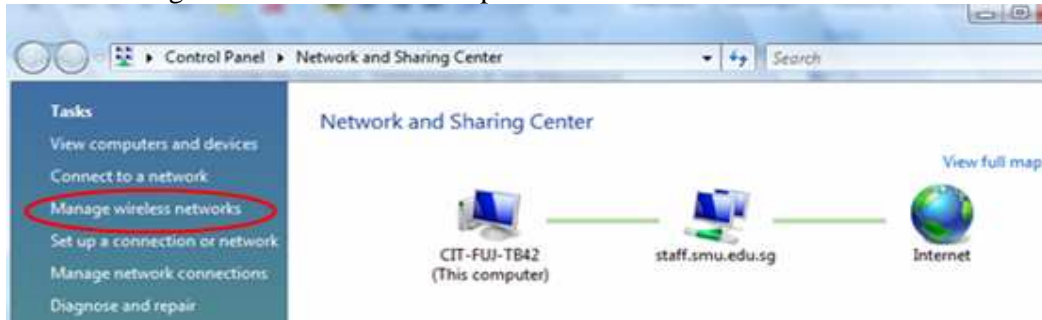 Control Panel ▸ Network and Sharing Center
Search
Tasks
View computers and devices
Connect to a network
Manage wireless networks
Set up a connection or network
Manage network connections
Diagnose and repair
Network and Sharing Center
View full map
CIT-FUJ-TB42
(This computer)
staff.smu.edu.sg
Internet